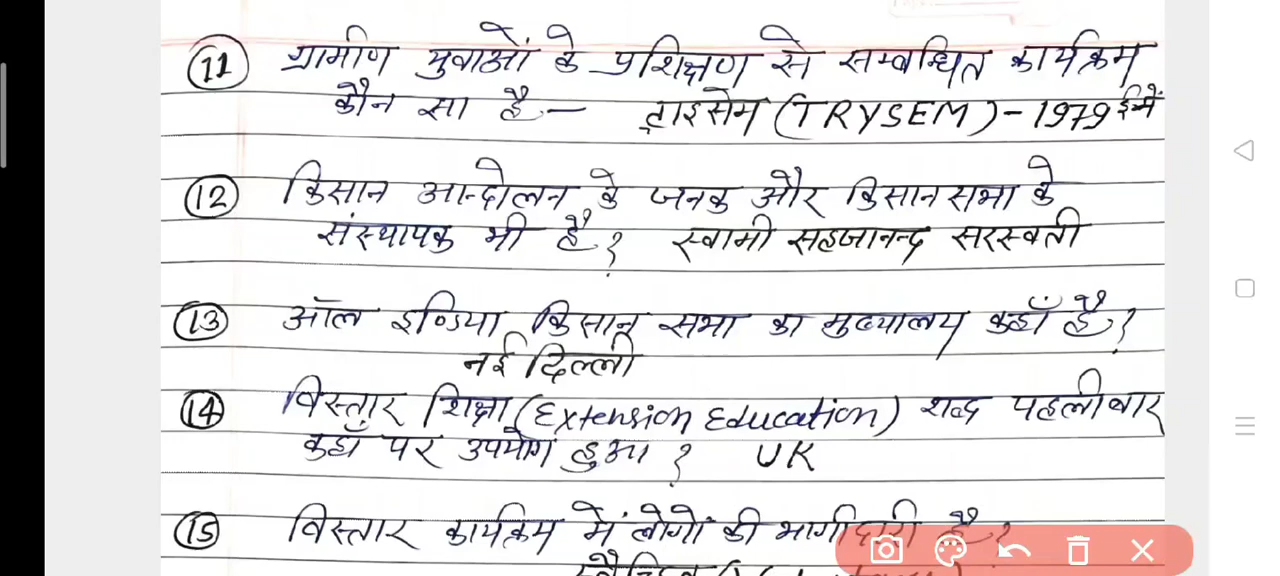 (11) ग्रामीण युवाओं के प्रशिक्षण से सम्बन्धित कार्यक्रम
कौन सा है — ट्राइसेम (TRYSEM) - 1979 ई में
(12) किसान आन्दोलन के जनक और किसान सभा के
संस्थापक भी है? स्वामी सहजानन्द सरस्वती
(13) ऑल इण्डिया किसान सभा का मुख्यालय कहाँ है?
नई दिल्ली
(14) विस्तार शिक्षा (Extension Education) शब्द पहलीबार
कहाँ पर उपयोग हुआ? UK
(15) विस्तार कार्यक्रम में लोगों की भागीदारी है?